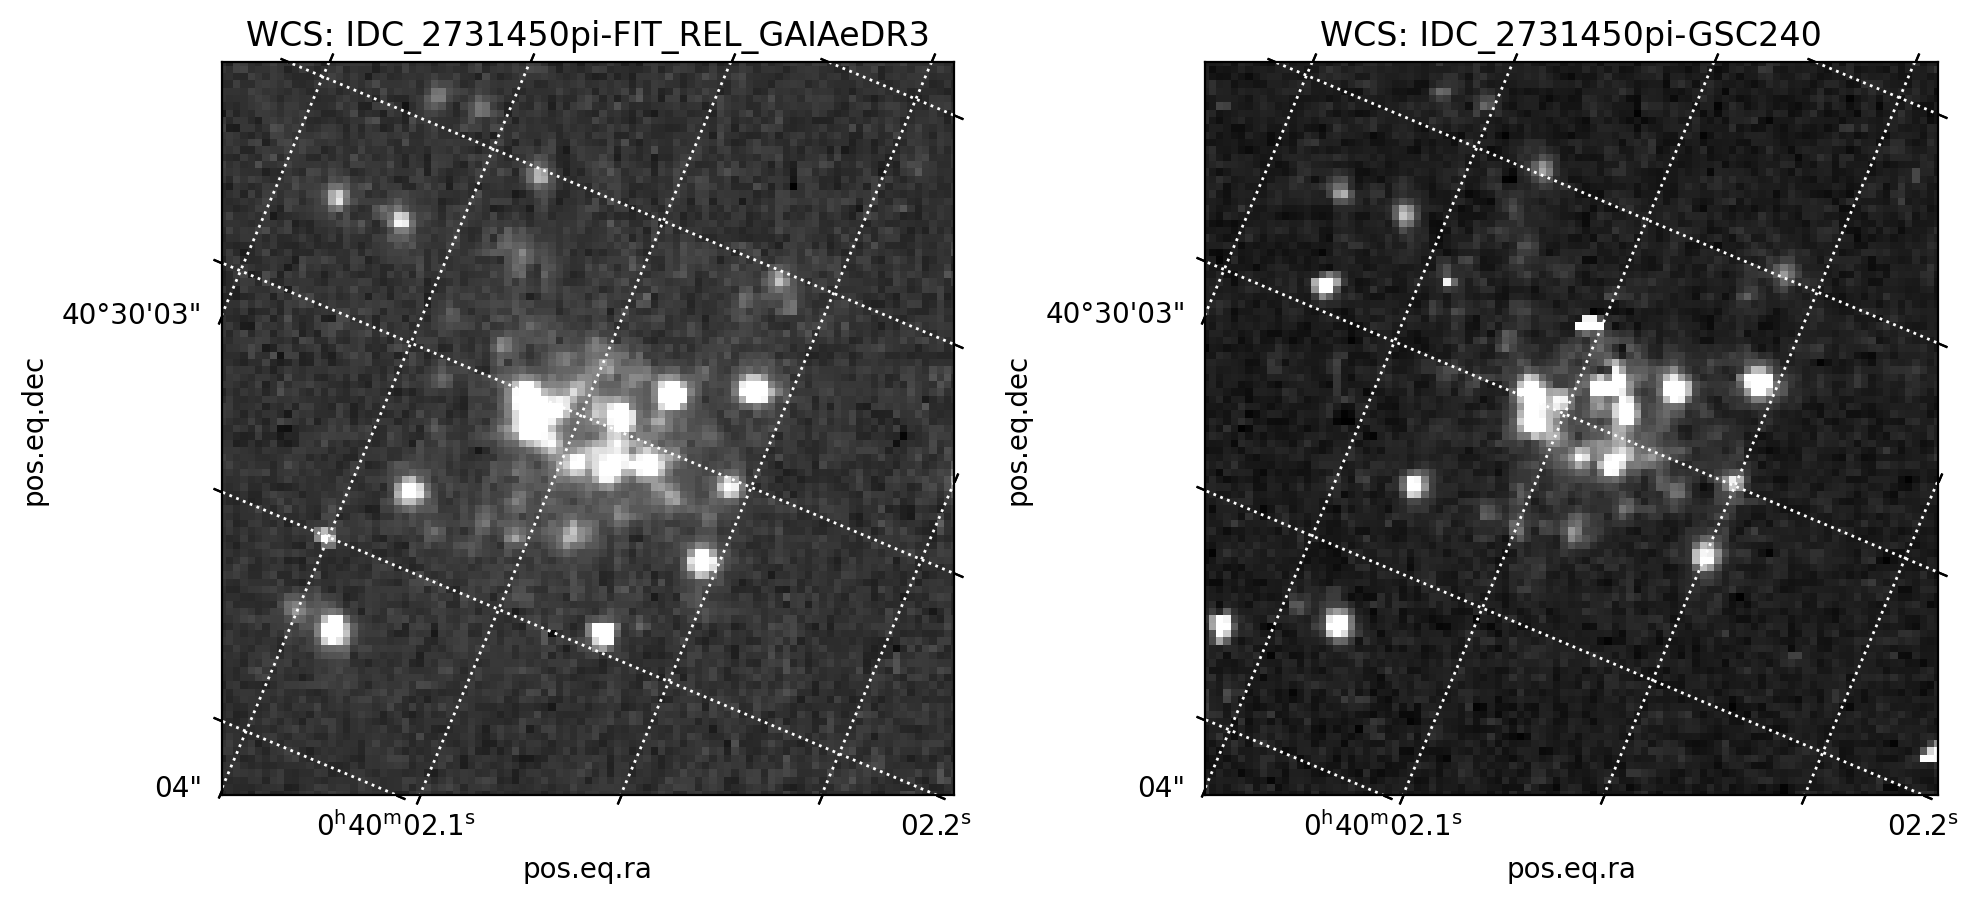 WCS: IDC_2731450pi-FIT_REL_GAIAeDR3
40°30'03"
04"
pos.eq.dec
0ʰ40ᵐ02.1ˢ
02.2ˢ
pos.eq.ra
WCS: IDC_2731450pi-GSC240
40°30'03"
04"
pos.eq.dec
0ʰ40ᵐ02.1ˢ
02.2ˢ
pos.eq.ra